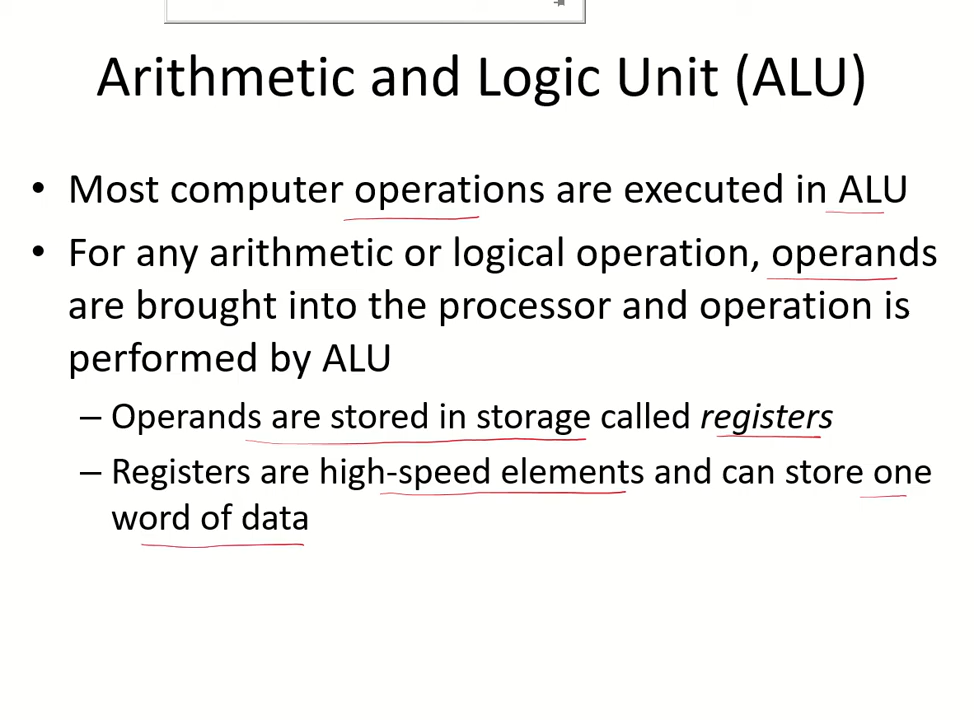 Arithmetic and Logic Unit (ALU)
• Most computer operations are executed in ALU
• For any arithmetic or logical operation, operands
are brought into the processor and operation is
performed by ALU
– Operands are stored in storage called registers
– Registers are high-speed elements and can store one
word of data